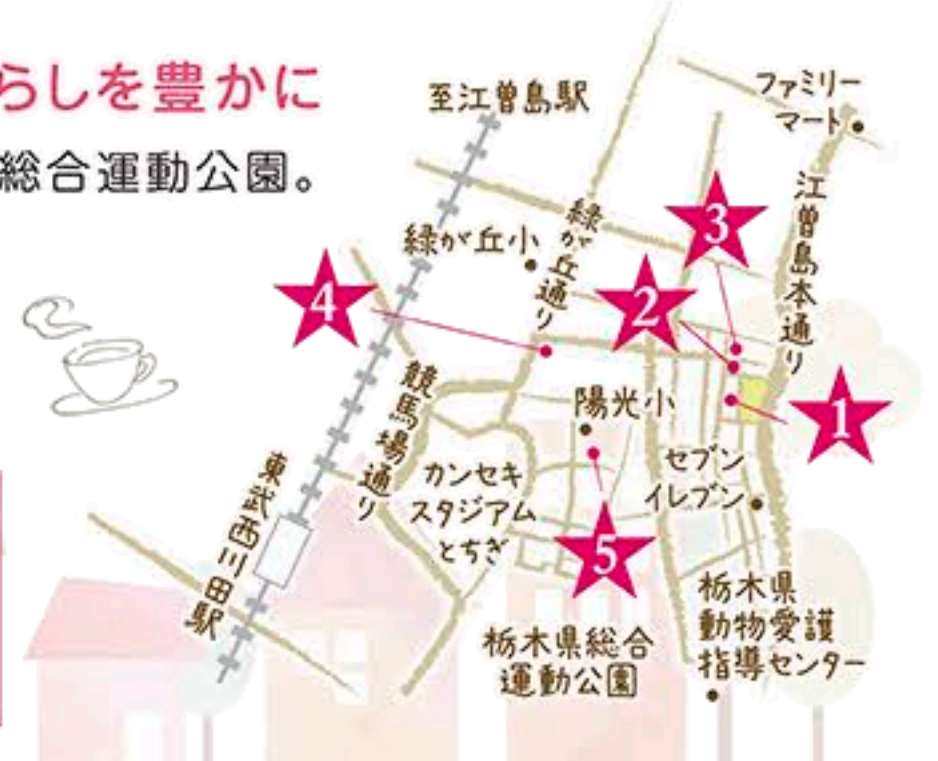 らしを豊かに
総合運動公園。
至江曽島駅
ファミリー
マート
江曽島本通り
緑が丘通り
緑が丘小
3
2
4
1
競馬場通り
陽光小
セブン
イレブン
カンセキ
スタジアム
とちぎ
東武西川田駅
5
栃木県総合
運動公園
栃木県
動物愛護
指導センター